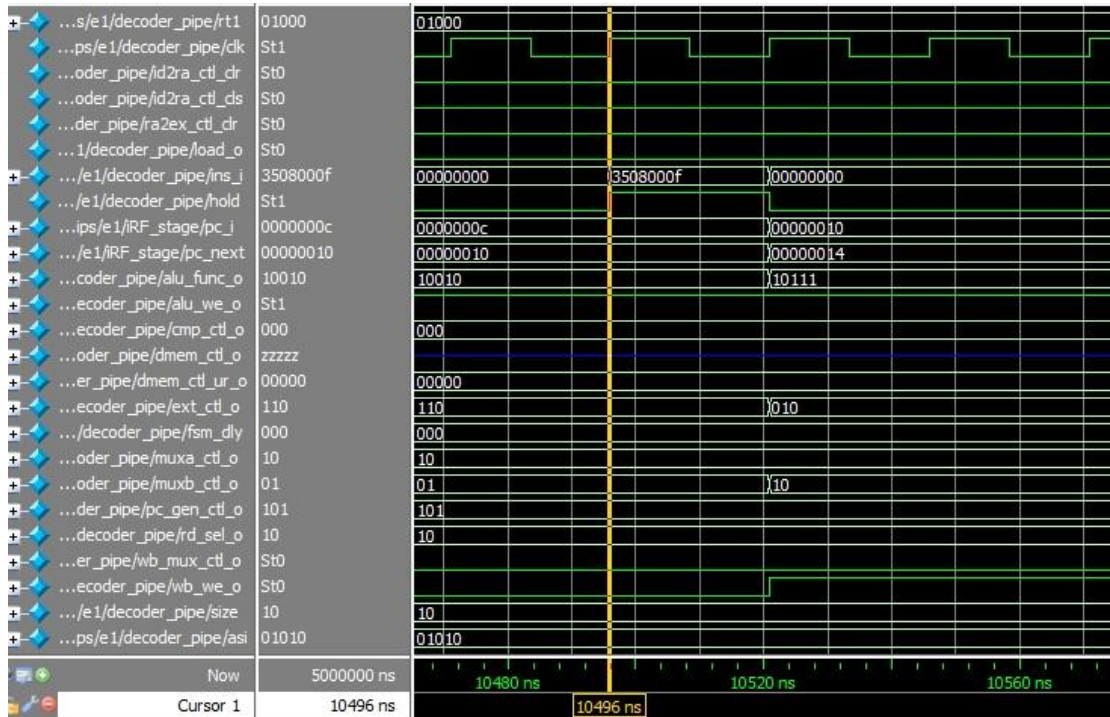 ...s/e1/decoder_pipe/rt1 01000 01000
...ps/e1/decoder_pipe/clk St1
...oder_pipe/id2ra_ctl_clr St0
...oder_pipe/id2ra_ctl_cls St0
...der_pipe/ra2ex_ctl_clr St0
...1/decoder_pipe/load_o St0
.../e1/decoder_pipe/ins_i 3508000f 00000000 3508000f 00000000
.../e1/decoder_pipe/hold St1
...ips/e1/iRF_stage/pc_i 0000000c 0000000c 00000010
.../e1/iRF_stage/pc_next 00000010 00000010 00000014
...coder_pipe/alu_func_o 10010 10010 10111
...ecoder_pipe/alu_we_o St1
...ecoder_pipe/cmp_ctl_o 000 000
...oder_pipe/dmem_ctl_o zzzzz
...er_pipe/dmem_ctl_ur_o 00000 00000
...ecoder_pipe/ext_ctl_o 110 110 010
.../decoder_pipe/fsm_dly 000 000
...oder_pipe/muxa_ctl_o 10 10
...oder_pipe/muxb_ctl_o 01 01 10
...der_pipe/pc_gen_ctl_o 101 101
...decoder_pipe/rd_sel_o 10 10
...er_pipe/wb_mux_ctl_o St0
...ecoder_pipe/wb_we_o St0
.../e1/decoder_pipe/size 10 10
...ps/e1/decoder_pipe/asi 01010 01010
Now 5000000 ns 10480 ns 10520 ns 10560 ns
Cursor 1 10496 ns 10496 ns